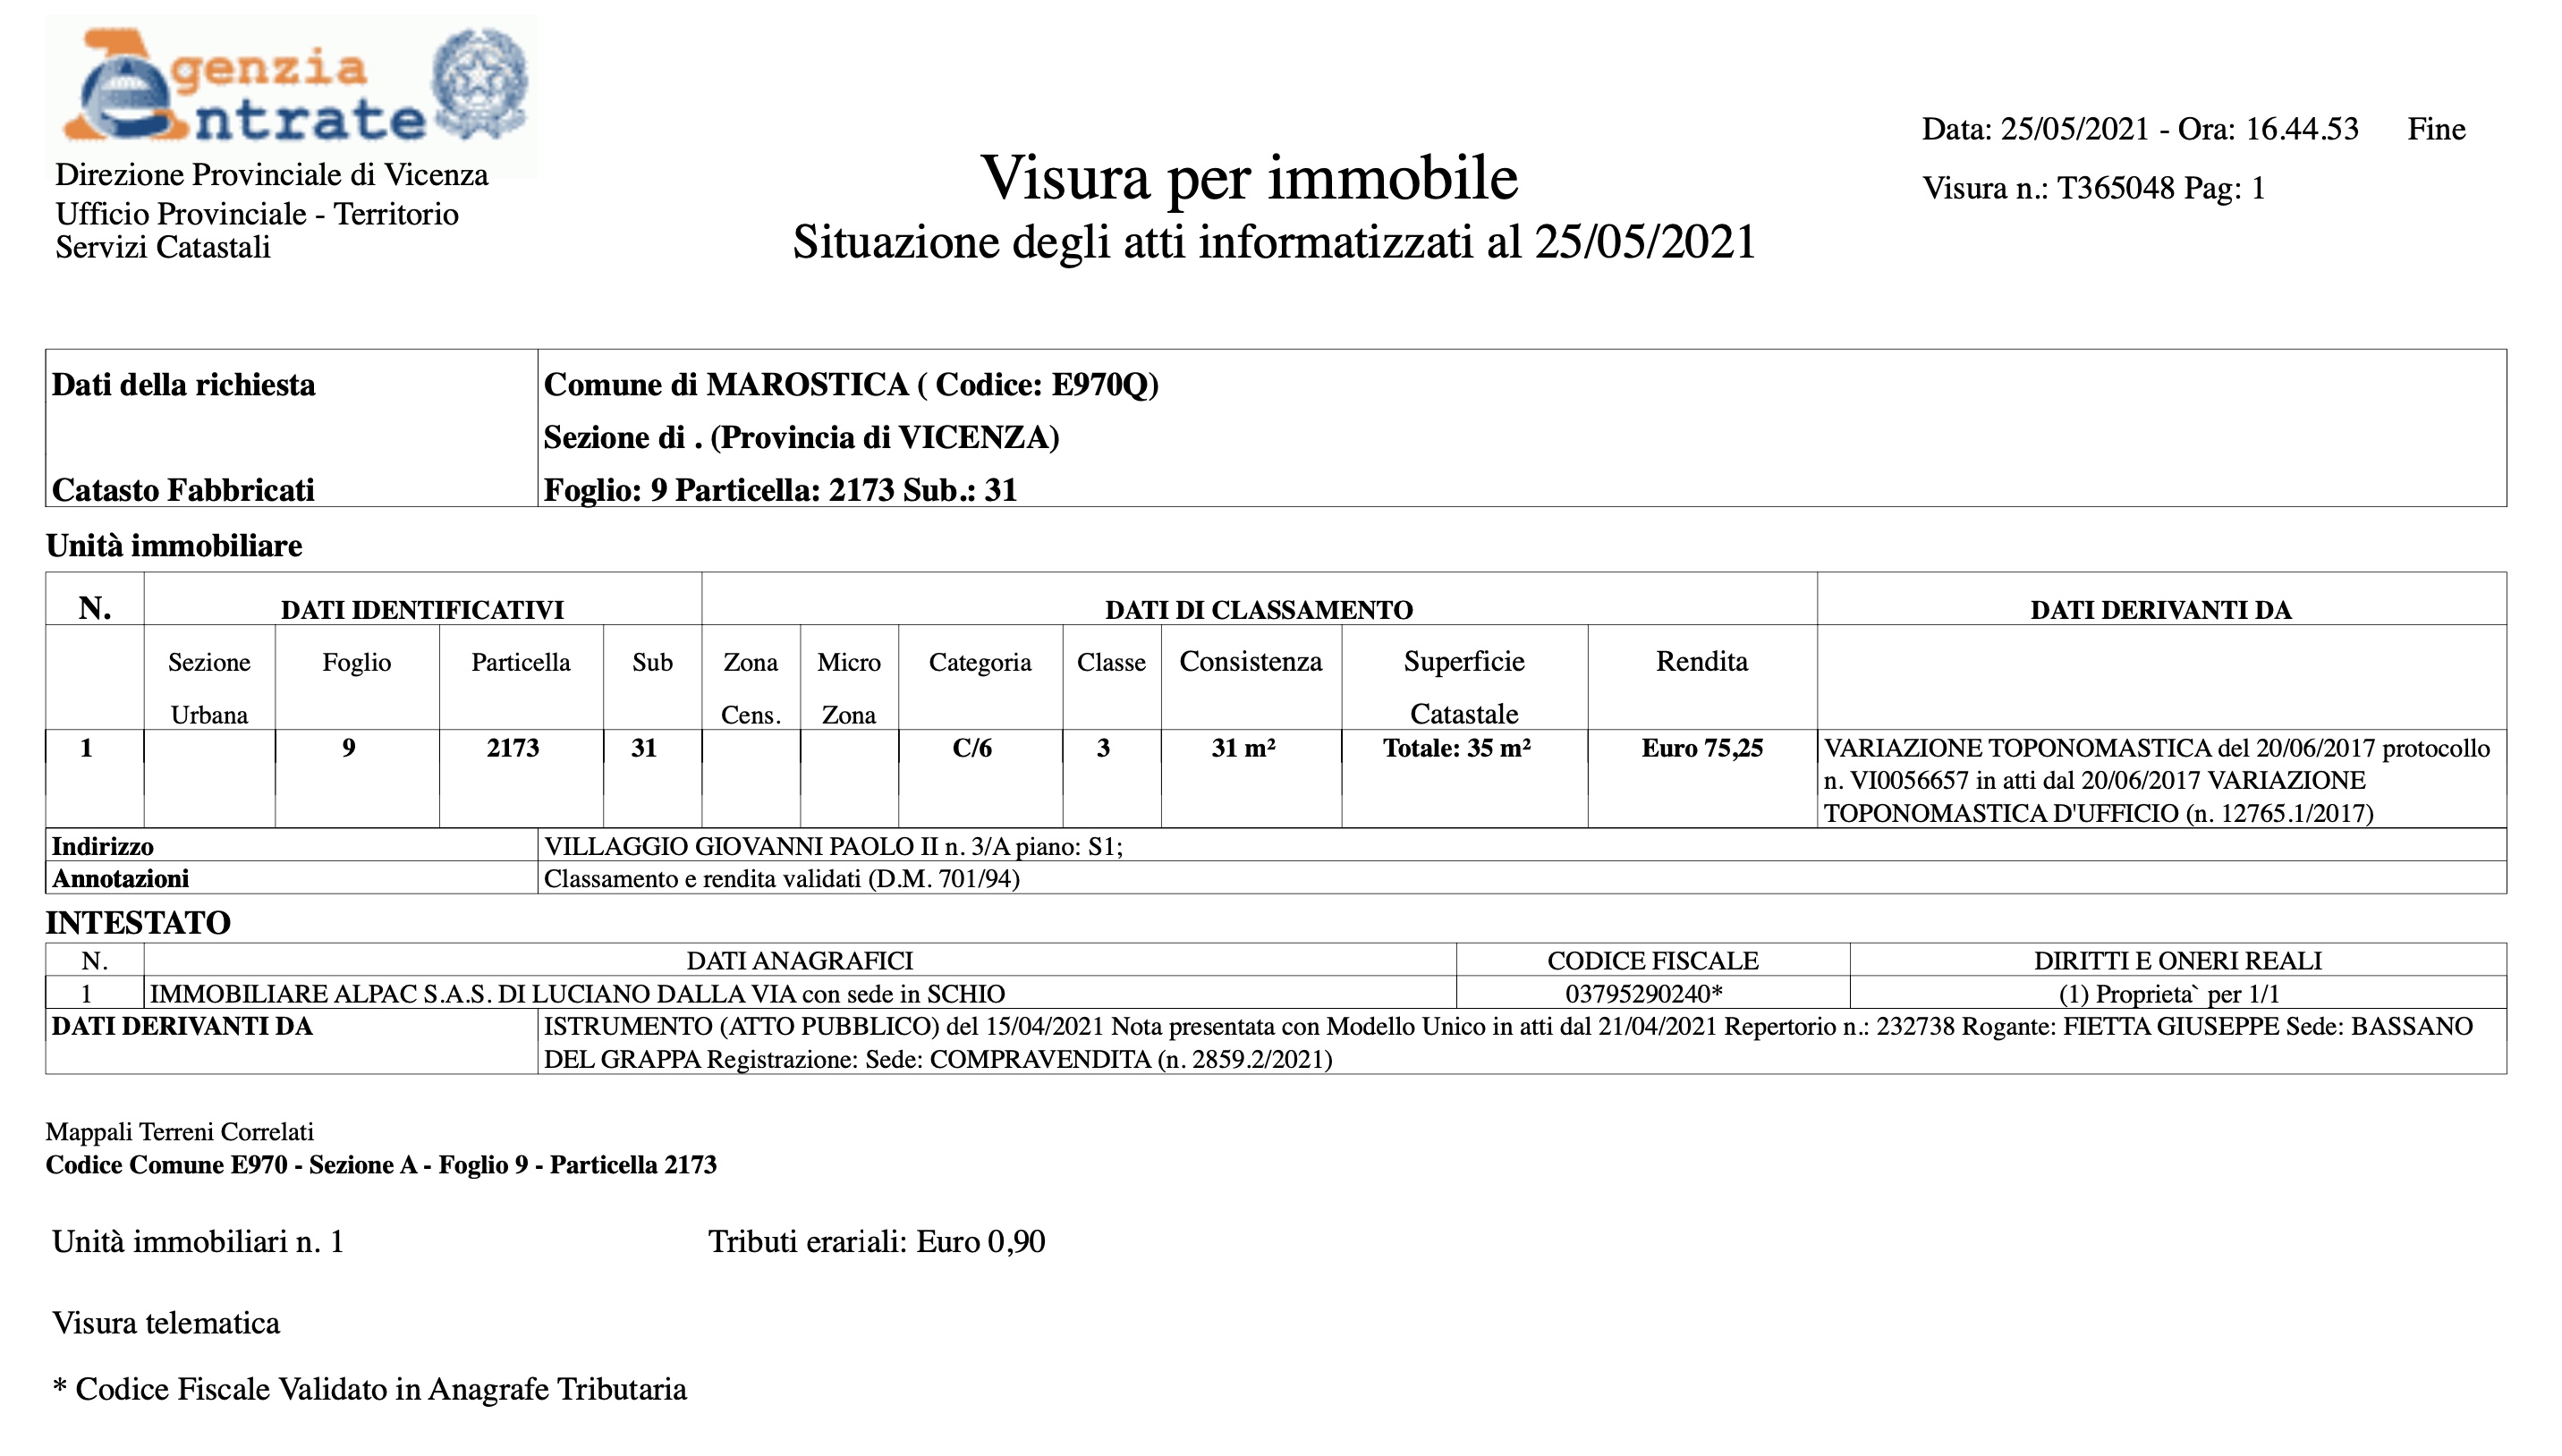 Agenzia
Entrate
Direzione Provinciale di Vicenza
Ufficio Provinciale - Territorio
Servizi Catastali
Visura per immobile
Situazione degli atti informatizzati al 25/05/2021
Data: 25/05/2021 - Ora: 16.44.53 Fine
Visura n.: T365048 Pag: 1
Dati della richiesta Comune di MAROSTICA ( Codice: E970Q)
Sezione di . (Provincia di VICENZA)
Catasto Fabbricati Foglio: 9 Particella: 2173 Sub.: 31
Unità immobiliare
N. DATI IDENTIFICATIVI DATI DI CLASSAMENTO DATI DERIVANTI DA
Sezione Foglio Particella Sub Zona Micro Categoria Classe Consistenza Superficie Rendita
Urbana Cens. Zona Catastale
1 9 2173 31 C/6 3 31 m² Totale: 35 m² Euro 75,25 VARIAZIONE TOPONOMASTICA del 20/06/2017 protocollo
n. VI0056657 in atti dal 20/06/2017 VARIAZIONE
TOPONOMASTICA D'UFFICIO (n. 12765.1/2017)
Indirizzo VILLAGGIO GIOVANNI PAOLO II n. 3/A piano: S1;
Annotazioni Classamento e rendita validati (D.M. 701/94)
INTESTATO
N. DATI ANAGRAFICI CODICE FISCALE DIRITTI E ONERI REALI
1 IMMOBILIARE ALPAC S.A.S. DI LUCIANO DALLA VIA con sede in SCHIO 03795290240* (1) Proprieta` per 1/1
DATI DERIVANTI DA ISTRUMENTO (ATTO PUBBLICO) del 15/04/2021 Nota presentata con Modello Unico in atti dal 21/04/2021 Repertorio n.: 232738 Rogante: FIETTA GIUSEPPE Sede: BASSANO
DEL GRAPPA Registrazione: Sede: COMPRAVENDITA (n. 2859.2/2021)
Mappali Terreni Correlati
Codice Comune E970 - Sezione A - Foglio 9 - Particella 2173
Unità immobiliari n. 1 Tributi erariali: Euro 0,90
Visura telematica
* Codice Fiscale Validato in Anagrafe Tributaria